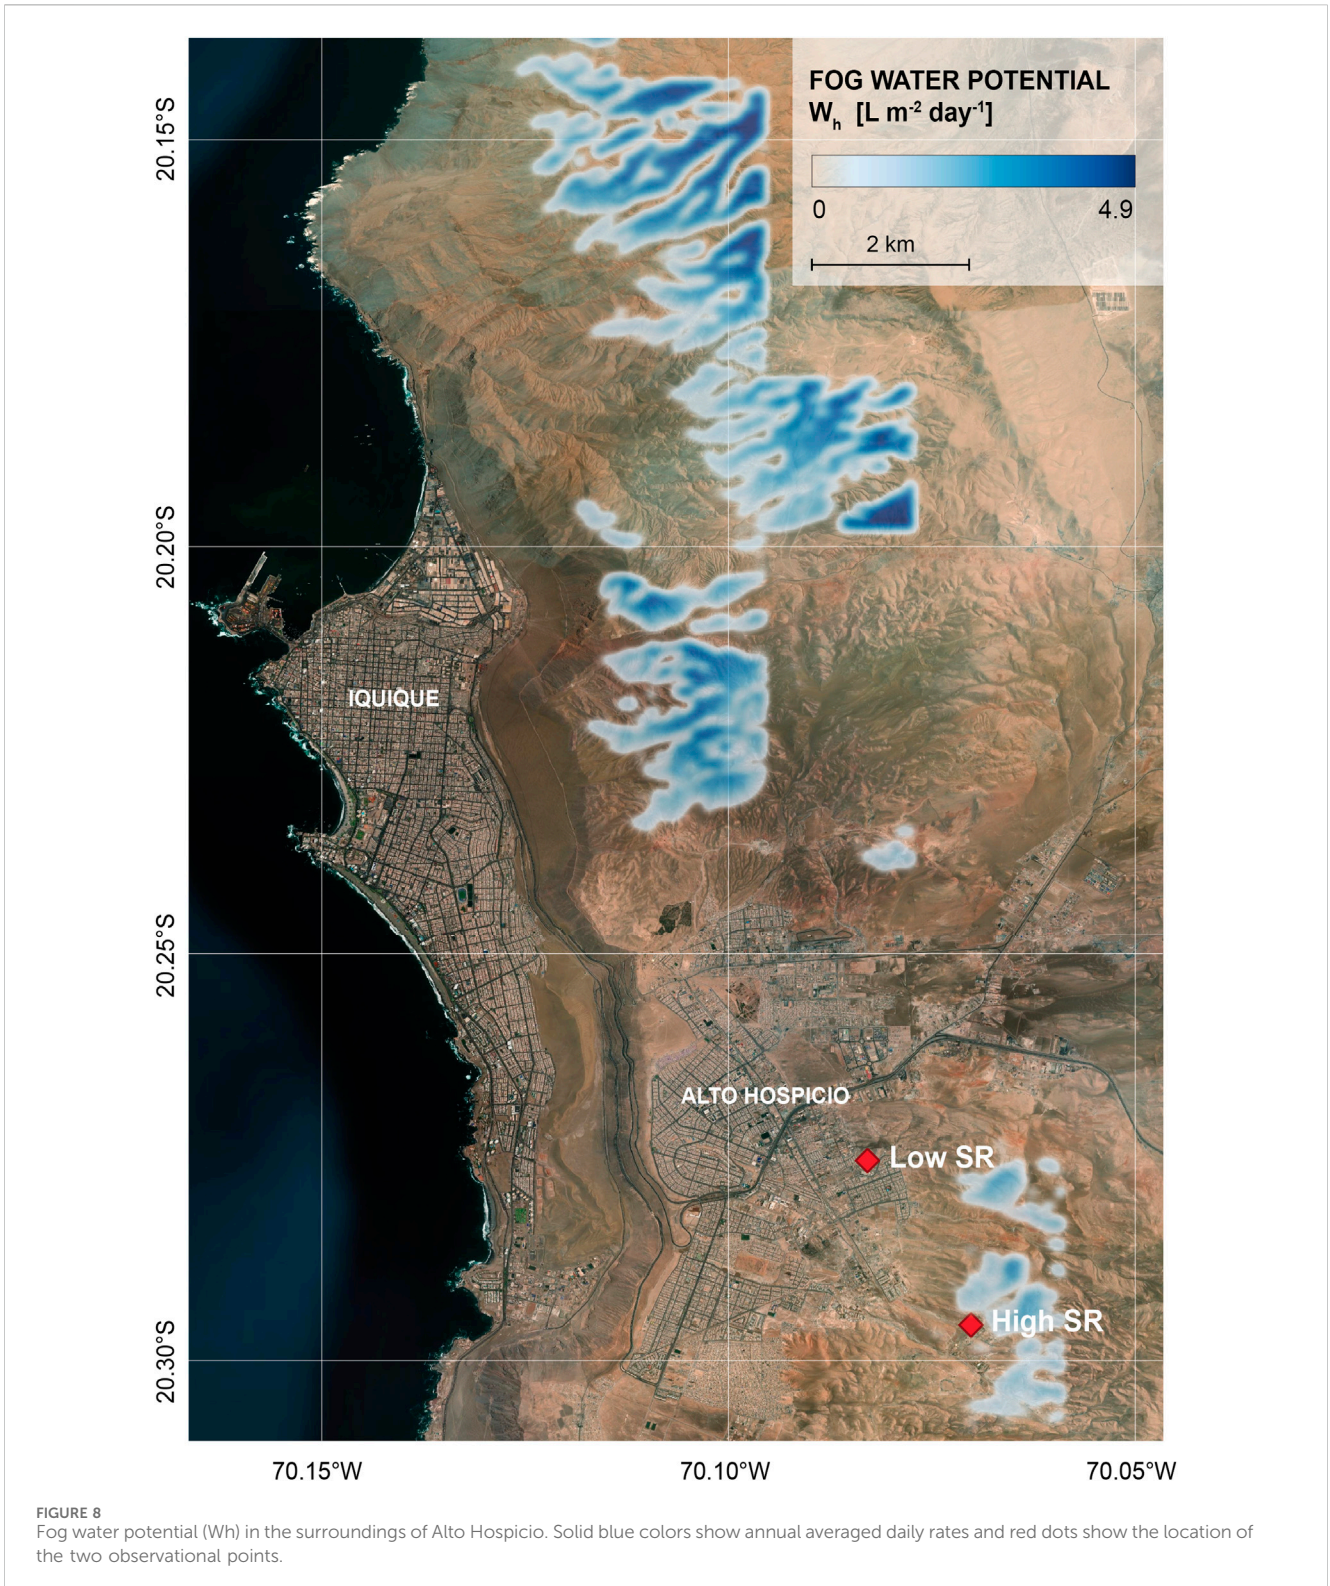 FOG WATER POTENTIAL
Wh [L m-2 day-1]
0 4.9
2 km
20.15°S
20.20°S
IQUIQUE
20.25°S
ALTO HOSPICIO
Low SR
High SR
20.30°S
70.15°W 70.10°W 70.05°W
FIGURE 8
Fog water potential (Wh) in the surroundings of Alto Hospicio. Solid blue colors show annual averaged daily rates and red dots show the location of
the two observational points.